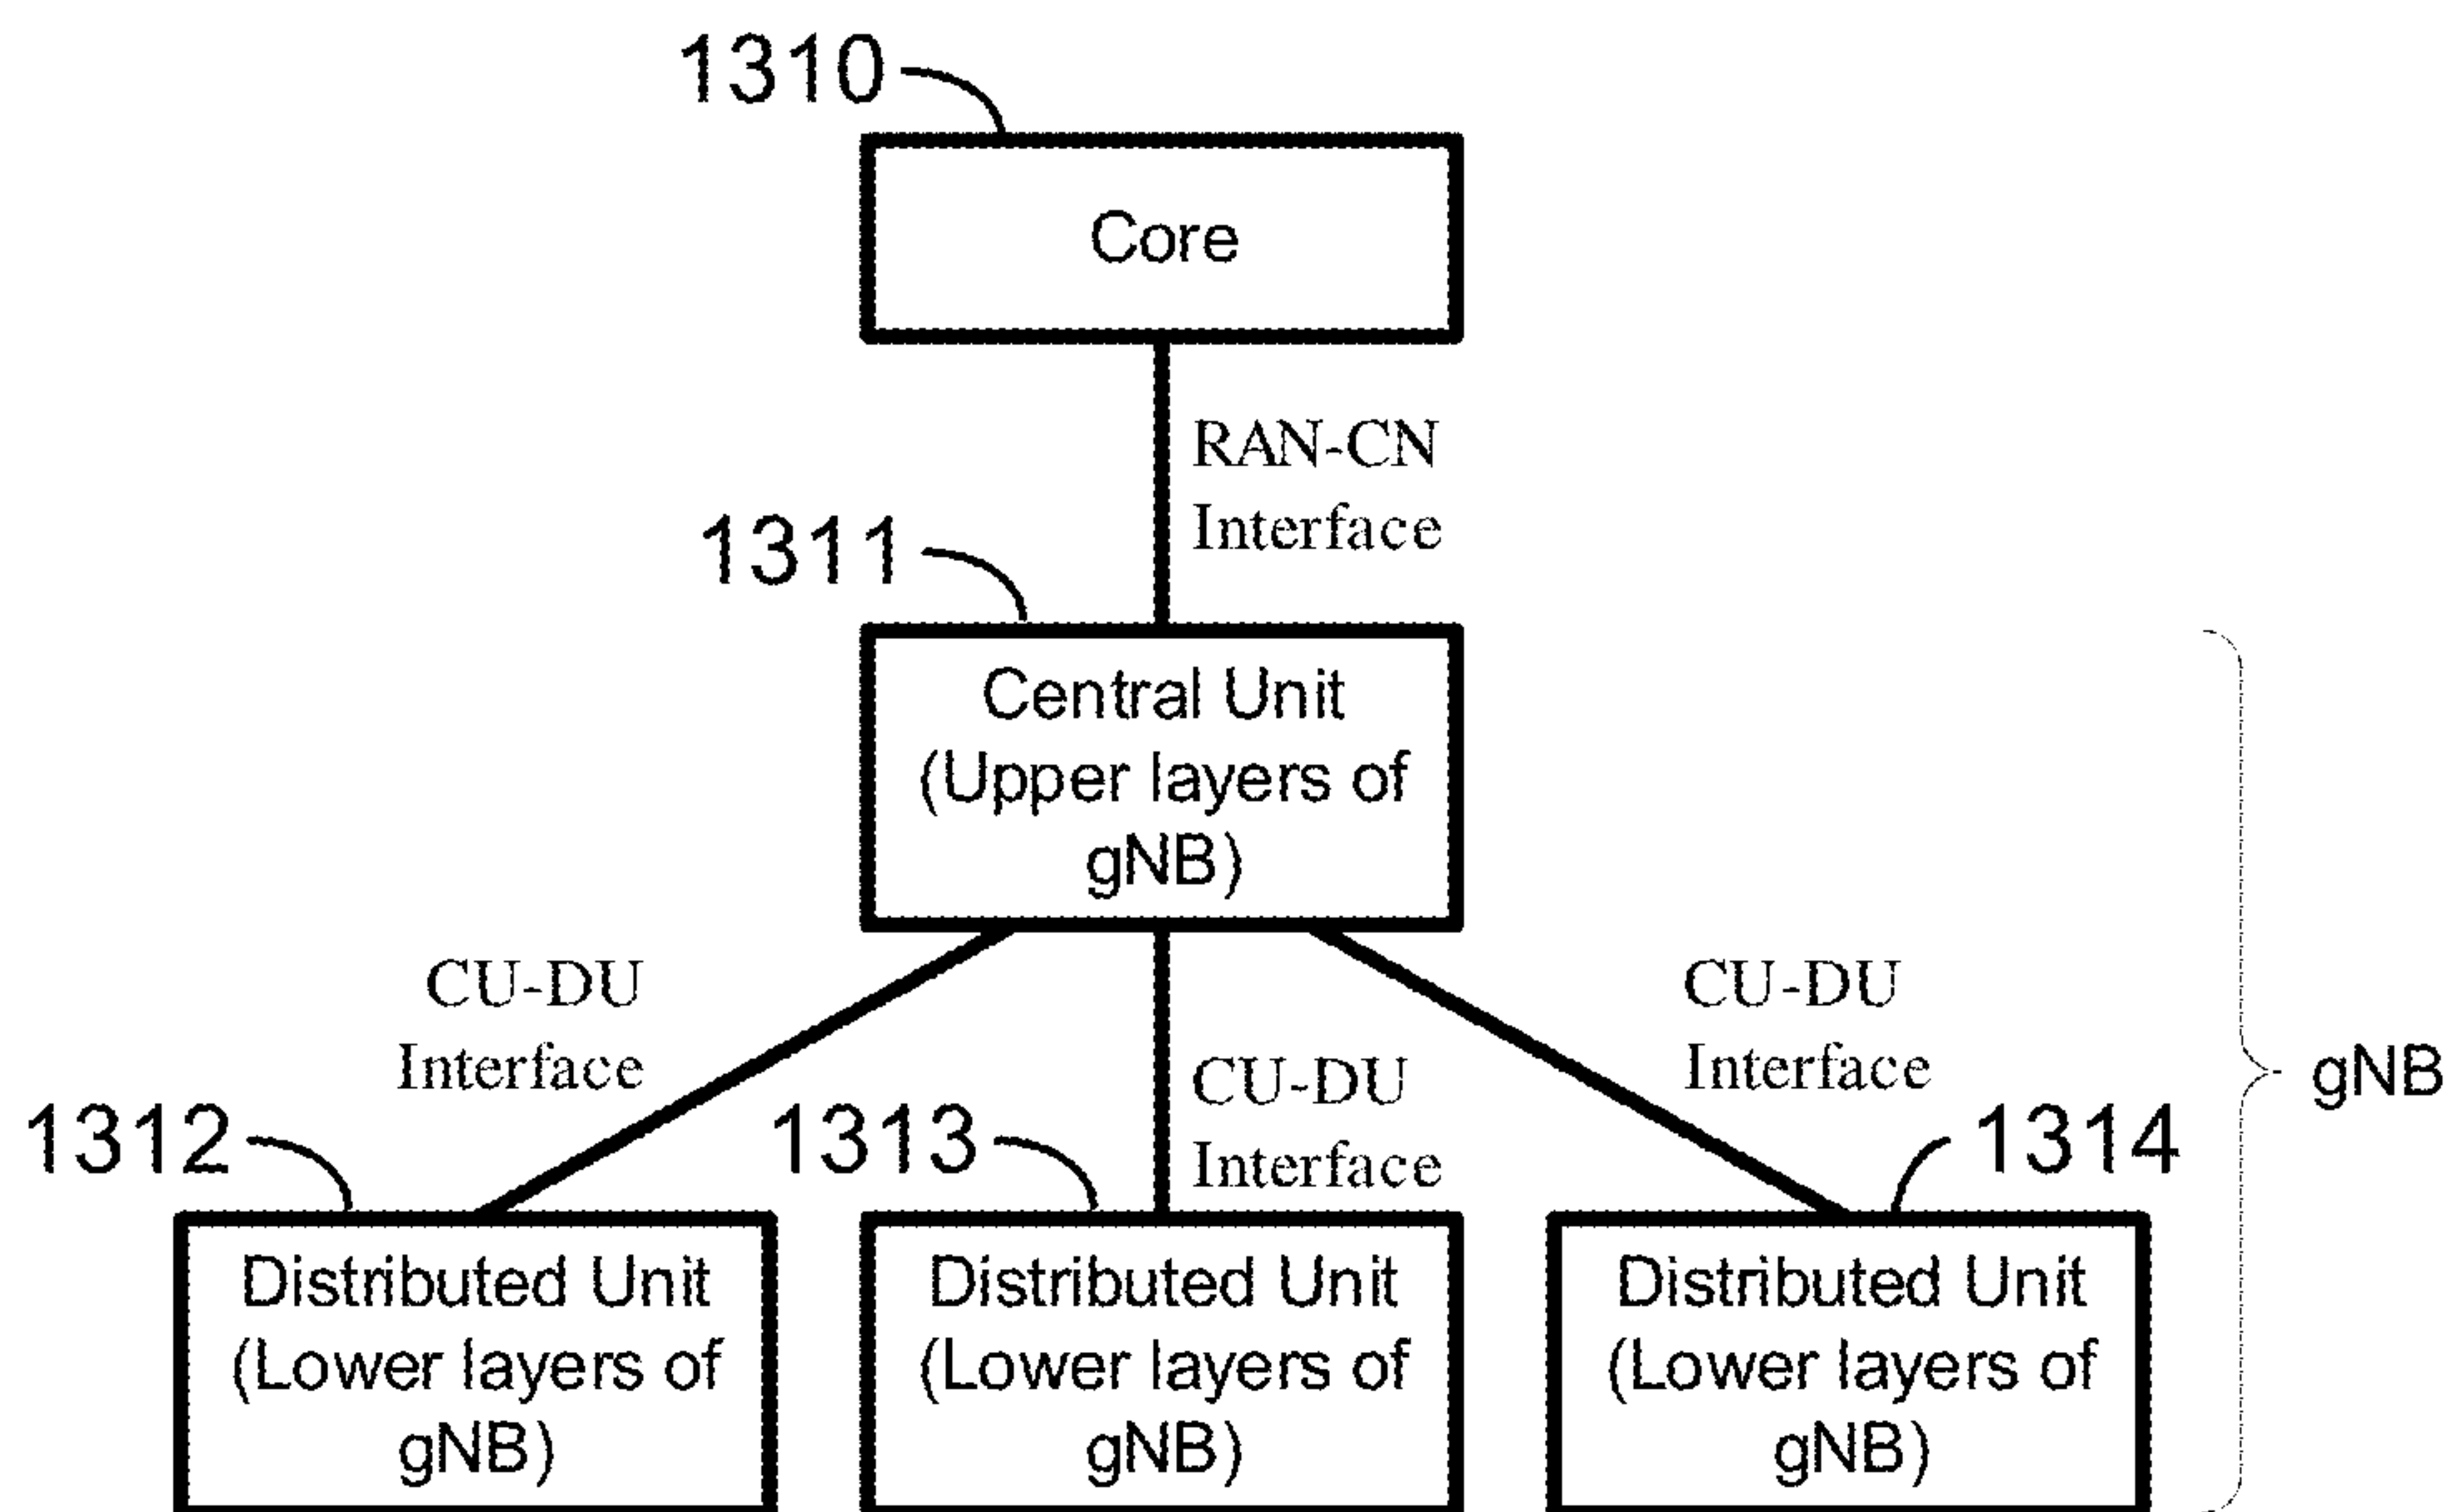 1310
Core
RAN-CN
Interface
1311
Central Unit
(Upper layers of
gNB)
CU-DU
Interface
CU-DU
Interface
CU-DU
Interface
gNB
1312
1313
1314
Distributed Unit
(Lower layers of
gNB)
Distributed Unit
(Lower layers of
gNB)
Distributed Unit
(Lower layers of
gNB)